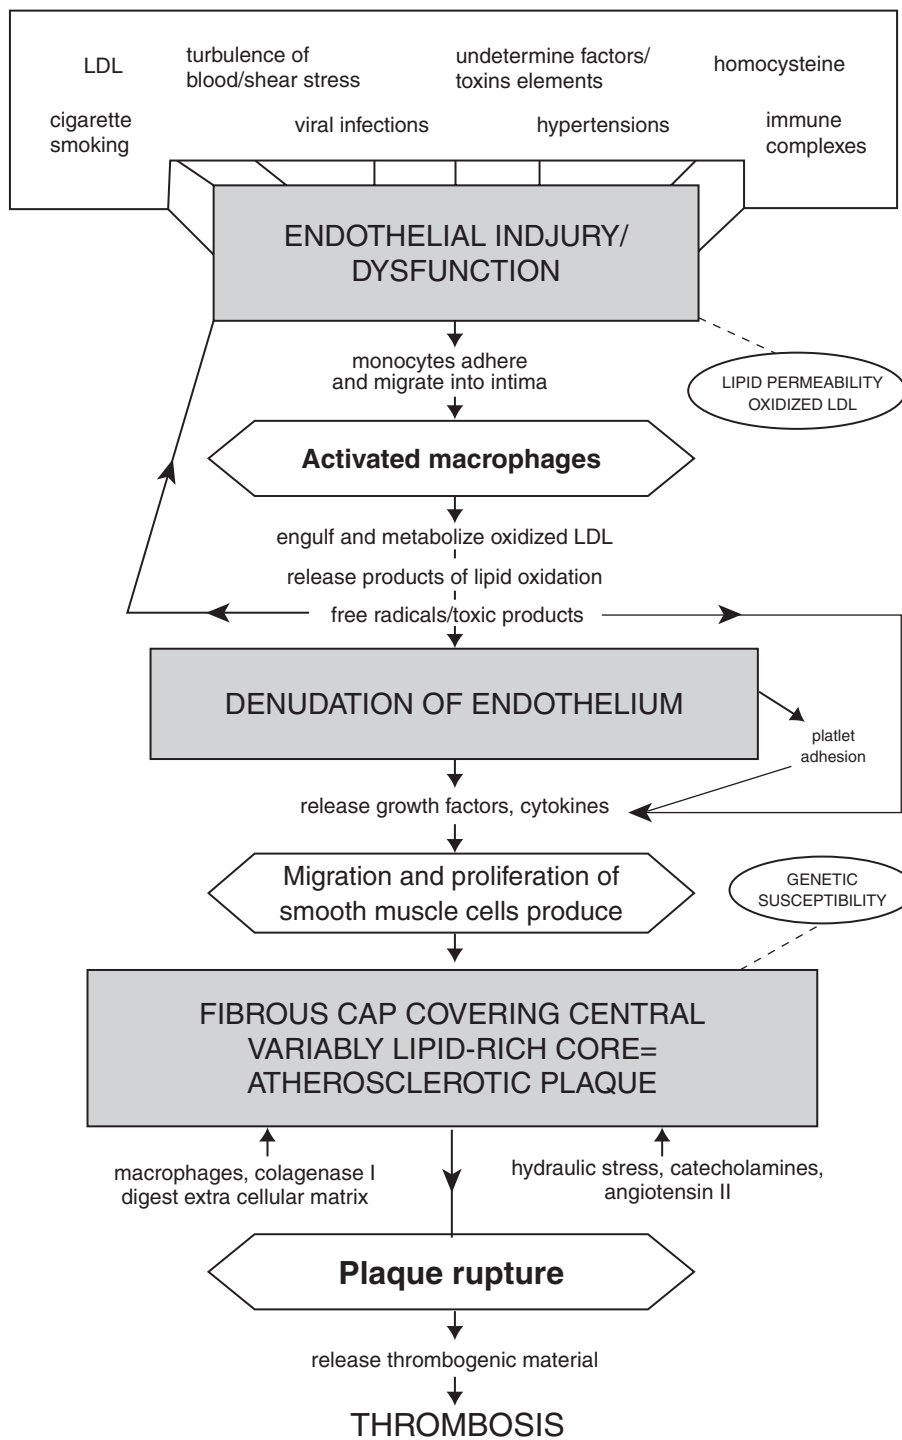 LDL
turbulence of
blood/shear stress
undetermine factors/
toxins elements
homocysteine
cigarette
smoking
viral infections
hypertensions
immune
complexes
ENDOTHELIAL INDJURY/
DYSFUNCTION
monocytes adhere
and migrate into intima
LIPID PERMEABILITY
OXIDIZED LDL
Activated macrophages
engulf and metabolize oxidized LDL
release products of lipid oxidation
free radicals/toxic products
DENUDATION OF ENDOTHELIUM
platlet
adhesion
release growth factors, cytokines
Migration and proliferation of
smooth muscle cells produce
GENETIC
SUSCEPTIBILITY
FIBROUS CAP COVERING CENTRAL
VARIABLY LIPID-RICH CORE=
ATHEROSCLEROTIC PLAQUE
macrophages, colagenase I
digest extra cellular matrix
hydraulic stress, catecholamines,
angiotensin II
Plaque rupture
release thrombogenic material
THROMBOSIS